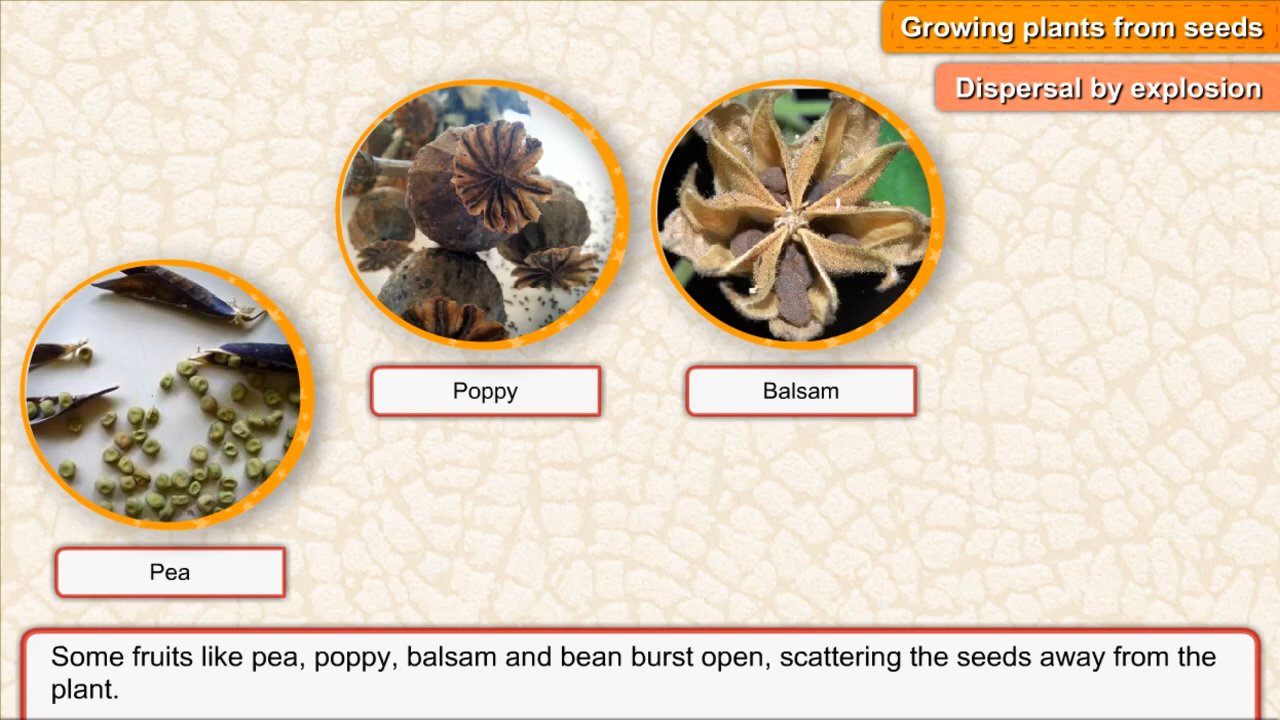 Growing plants from seeds
Dispersal by explosion
Poppy
Balsam
Pea
Some fruits like pea, poppy, balsam and bean burst open, scattering the seeds away from the
plant.